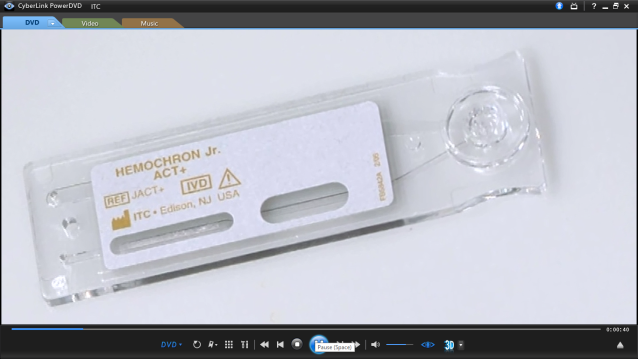 CyberLink PowerDVD ITC
DVD Video Music
HEMOCHRON Jr.
ACT+
REF JACT+ IVD
ITC • Edison, NJ USA
0:00:40
DVD
3D
Pause (Space)